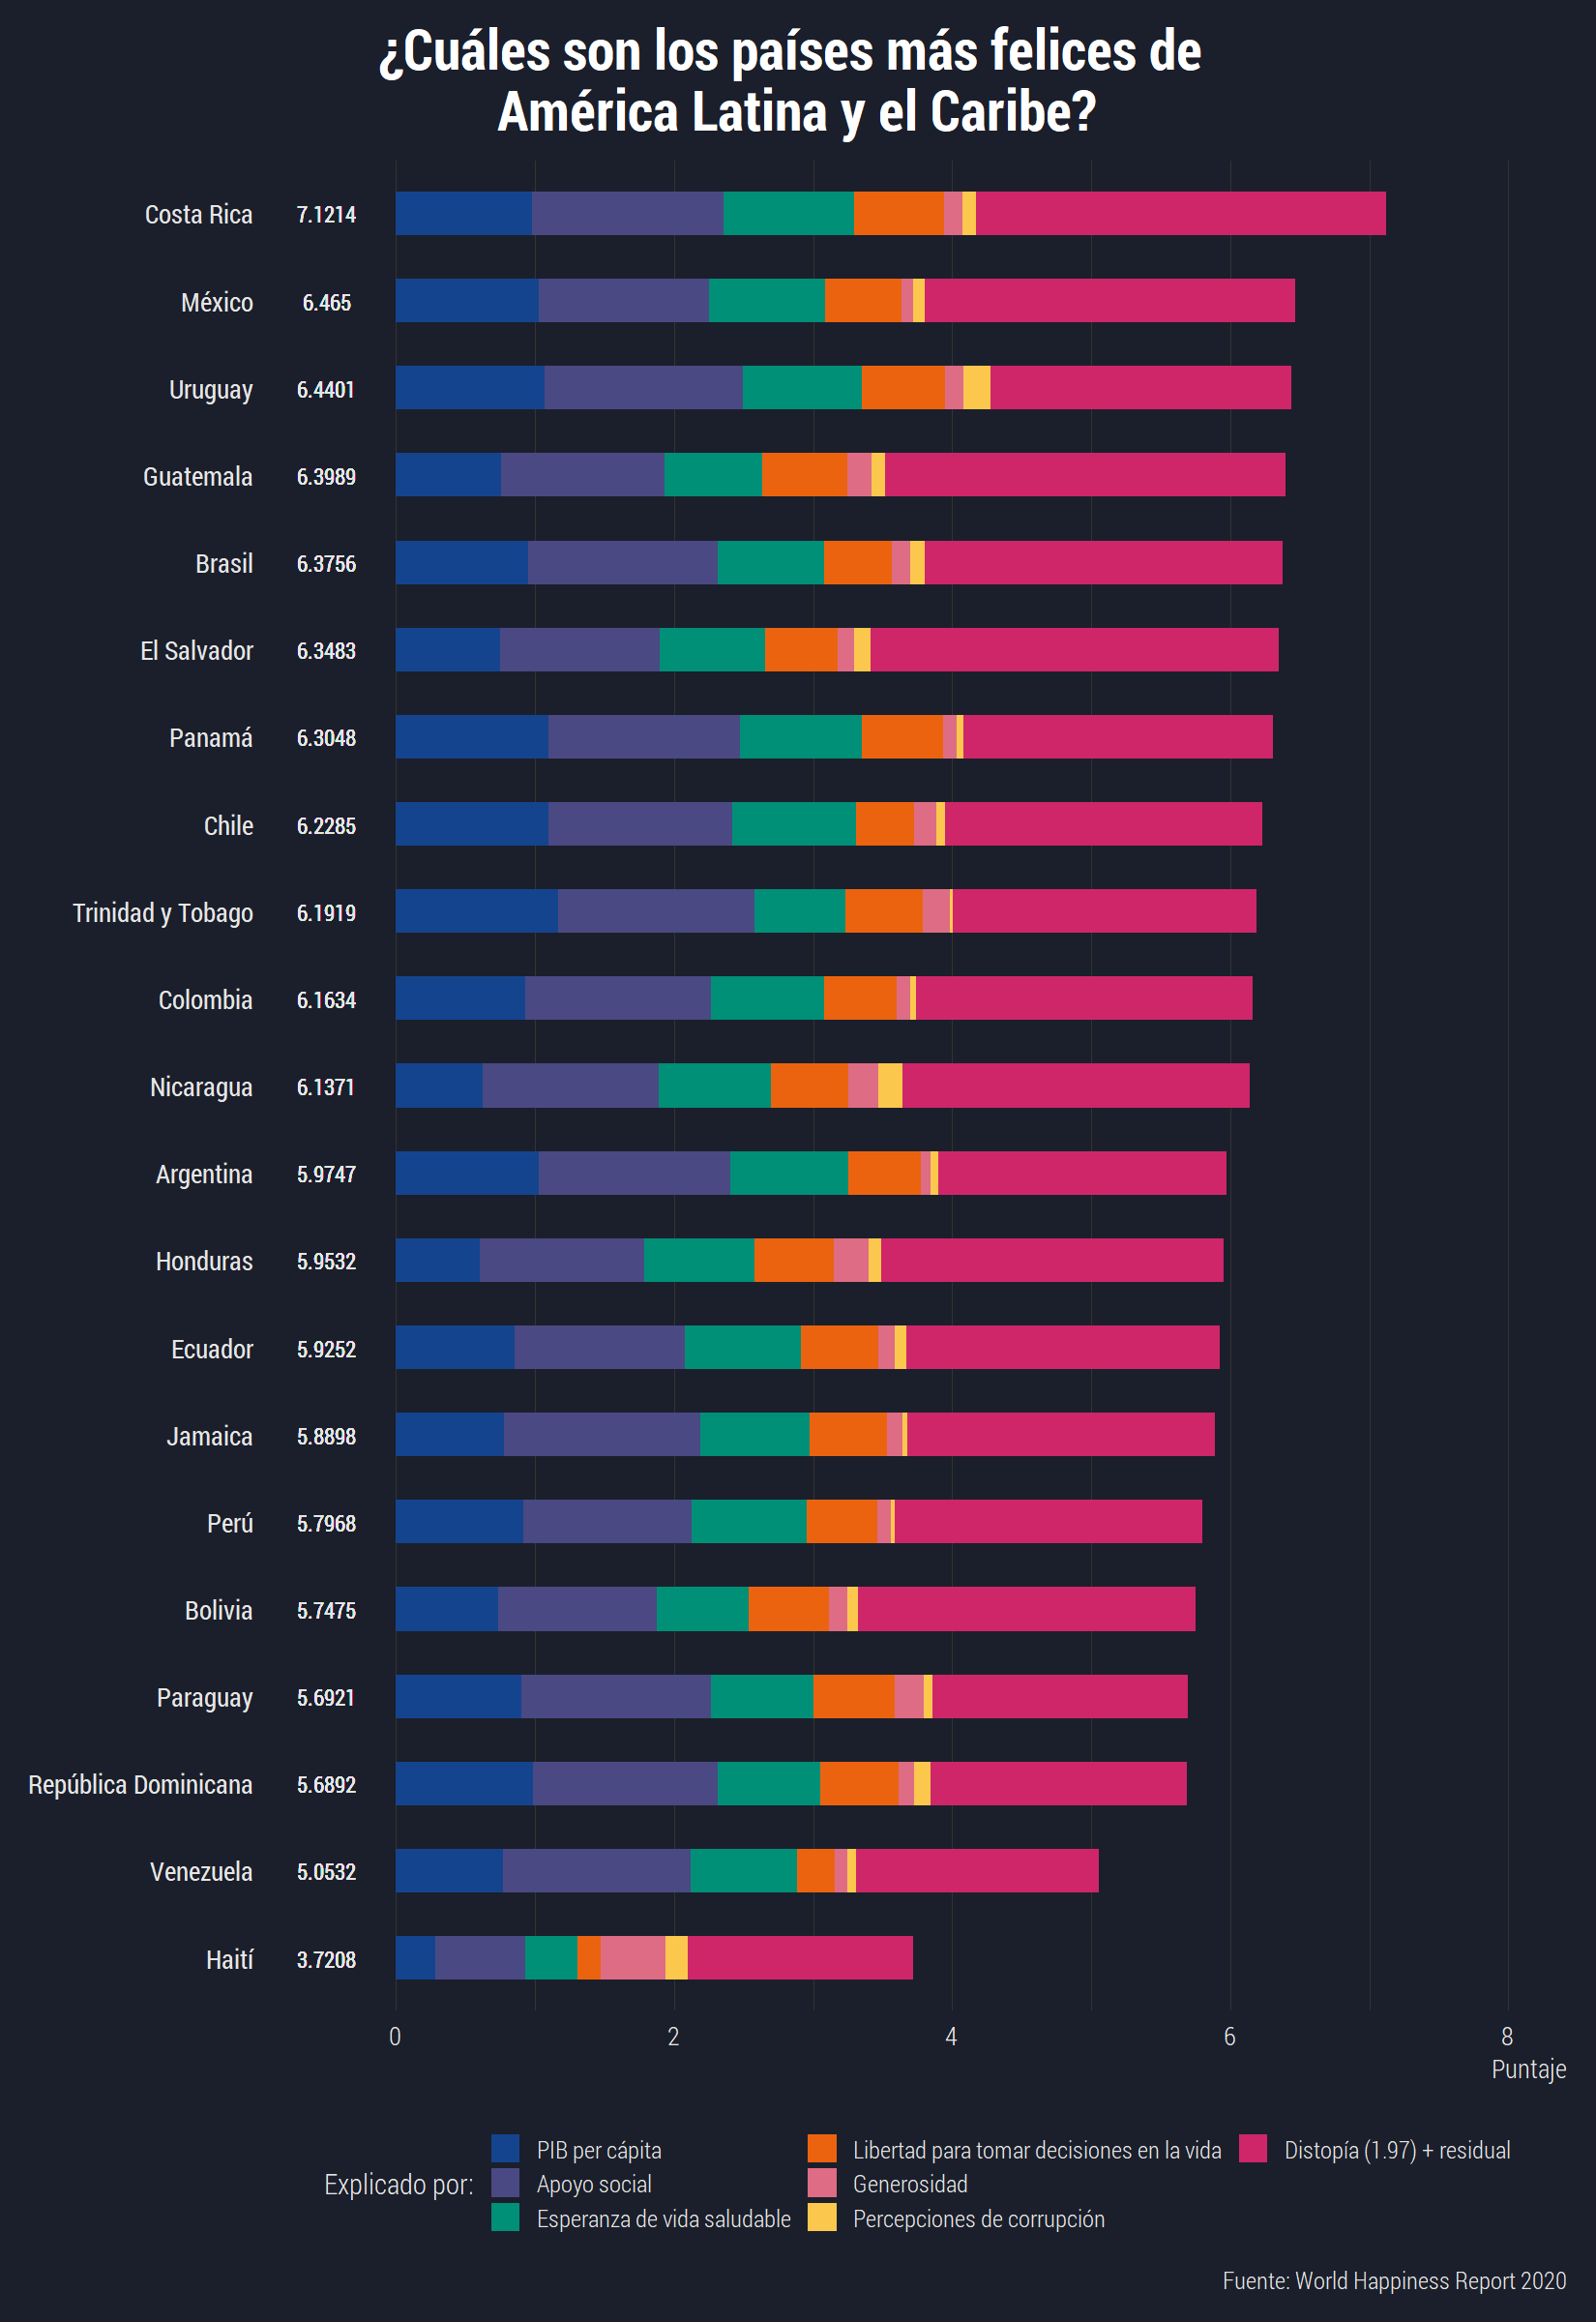 ¿Cuáles son los países más felices de
América Latina y el Caribe?
Costa Rica 7.1214
México 6.465
Uruguay 6.4401
Guatemala 6.3989
Brasil 6.3756
El Salvador 6.3483
Panamá 6.3048
Chile 6.2285
Trinidad y Tobago 6.1919
Colombia 6.1634
Nicaragua 6.1371
Argentina 5.9747
Honduras 5.9532
Ecuador 5.9252
Jamaica 5.8898
Perú 5.7968
Bolivia 5.7475
Paraguay 5.6921
República Dominicana 5.6892
Venezuela 5.0532
Haití 3.7208
0 2 4 6 8
Puntaje
Explicado por:
PIB per cápita
Apoyo social
Esperanza de vida saludable
Libertad para tomar decisiones en la vida
Generosidad
Percepciones de corrupción
Distopía (1.97) + residual
Fuente: World Happiness Report 2020